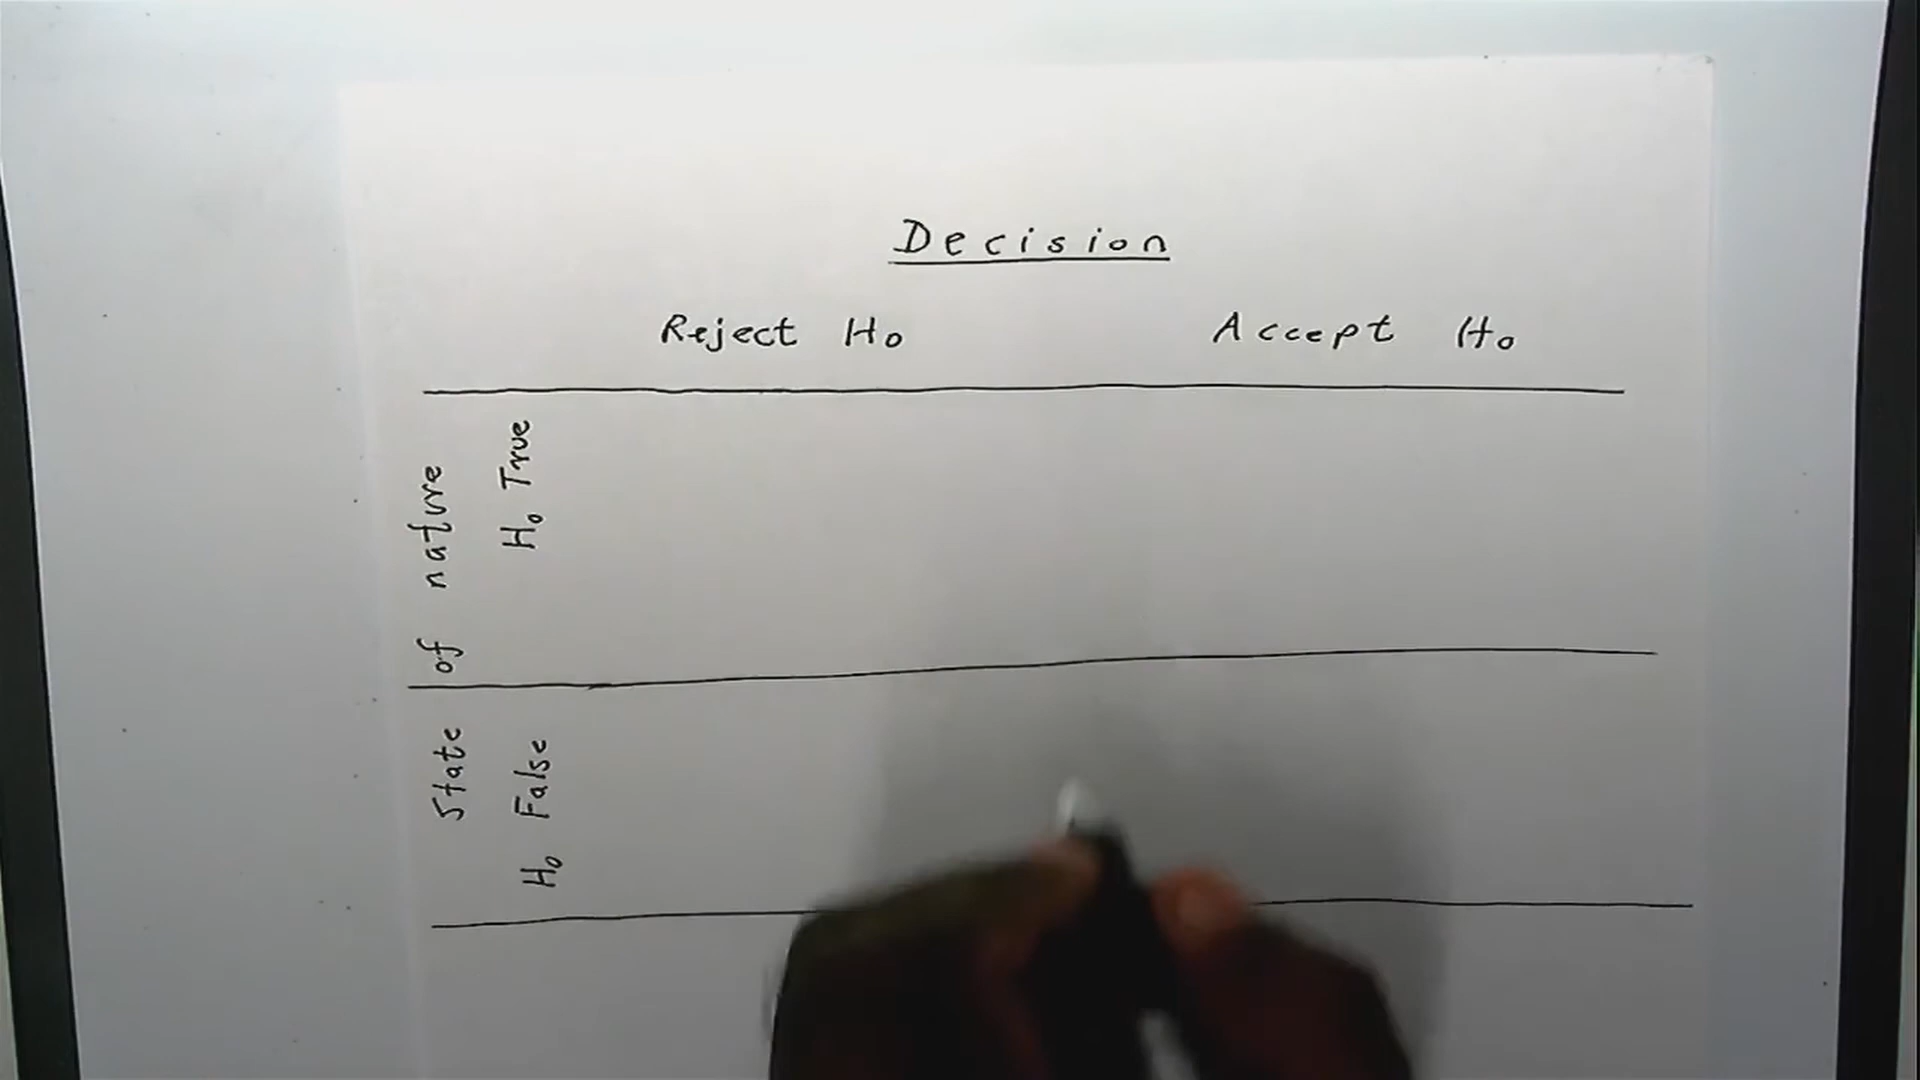 Decision
Reject H₀
Accept H₀
State of nature
H₀ True
H₀ False